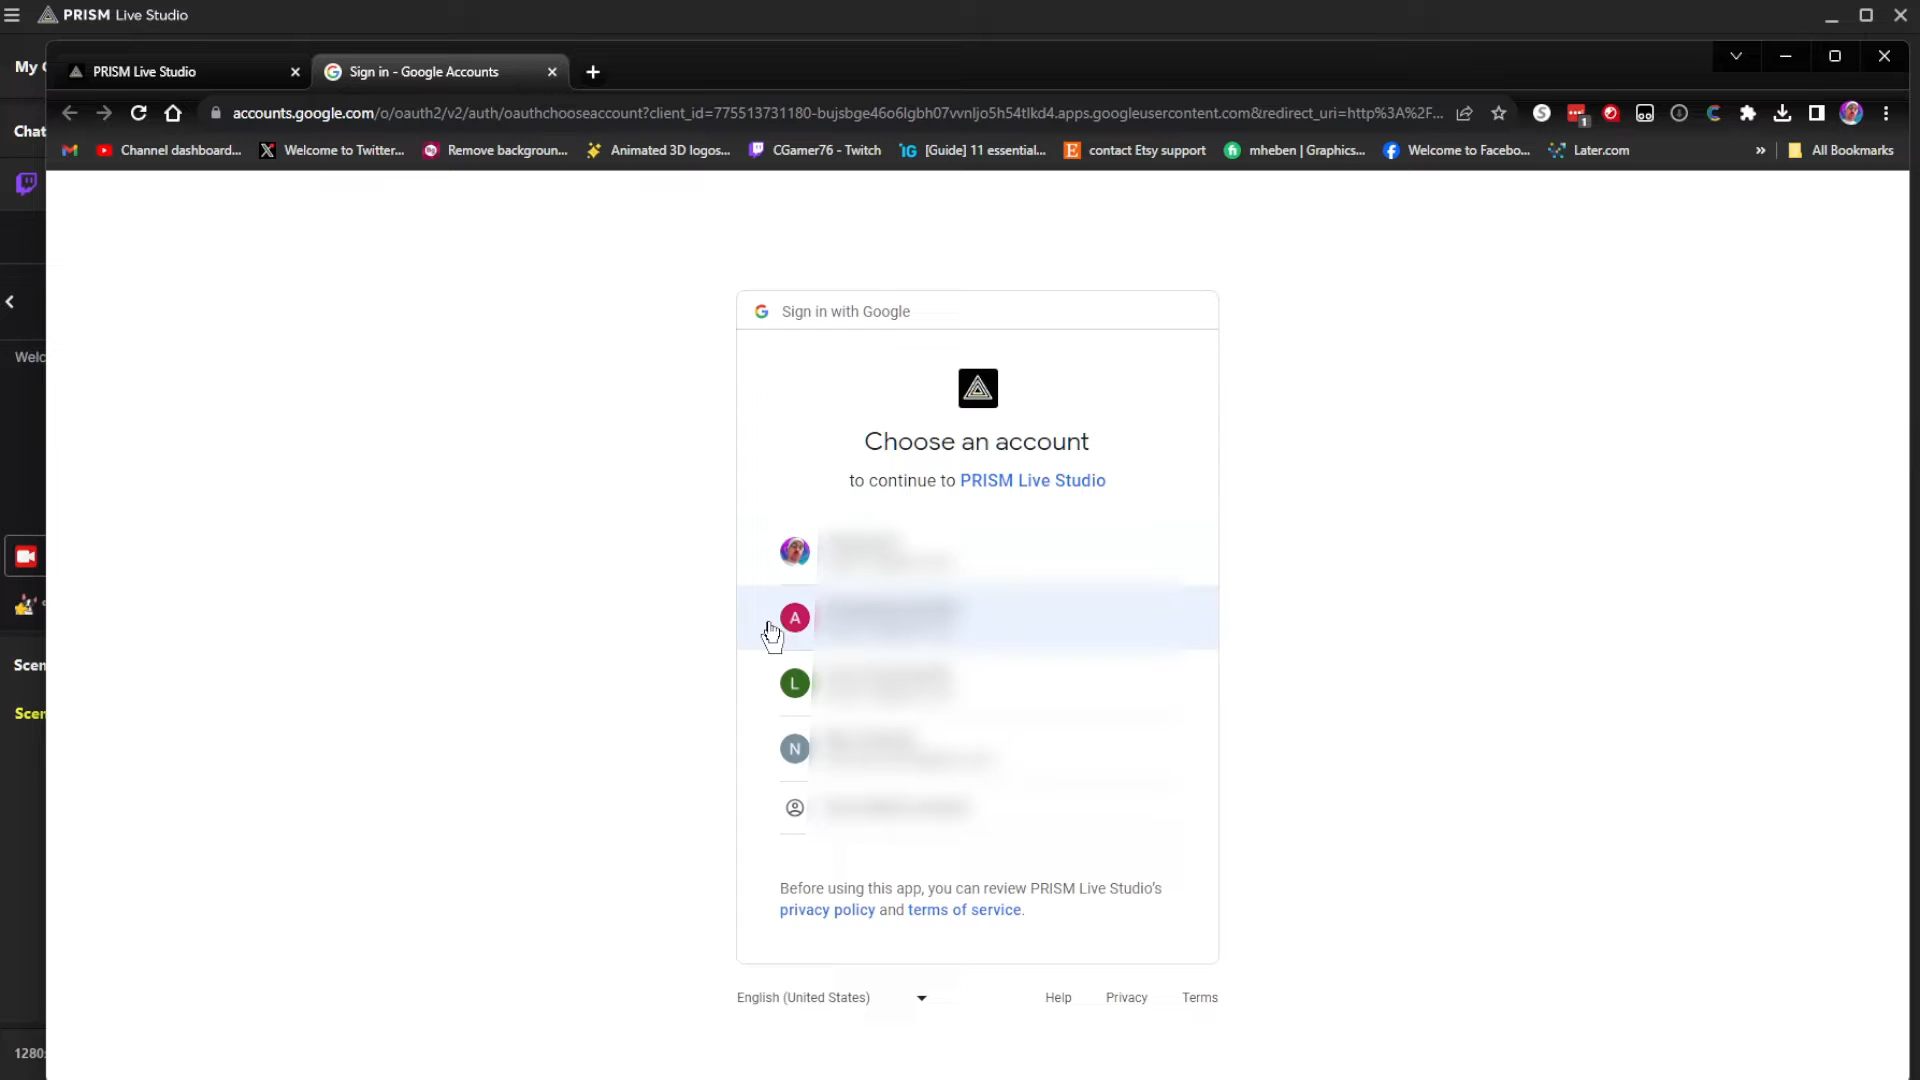 PRISM Live Studio
My
PRISM Live Studio
Sign in - Google Accounts
accounts.google.com/o/oauth2/v2/auth/oauthchooseaccount?client_id=775513731180-bujsbge46o6lgbh07vvnljo5h54tlkd4.apps.googleusercontent.com&redirect_uri=http%3A%2F...
1
Chat
Channel dashboard...
Welcome to Twitter...
Remove backgroun...
Animated 3D logos...
CGamer76 - Twitch
[Guide] 11 essential...
contact Etsy support
mheben | Graphics...
Welcome to Facebo...
Later.com
»
All Bookmarks
Sign in with Google
Welc
Choose an account
to continue to PRISM Live Studio
A
Scen
L
Scen
N
Before using this app, you can review PRISM Live Studio's
privacy policy and terms of service.
English (United States)
Help
Privacy
Terms
1280